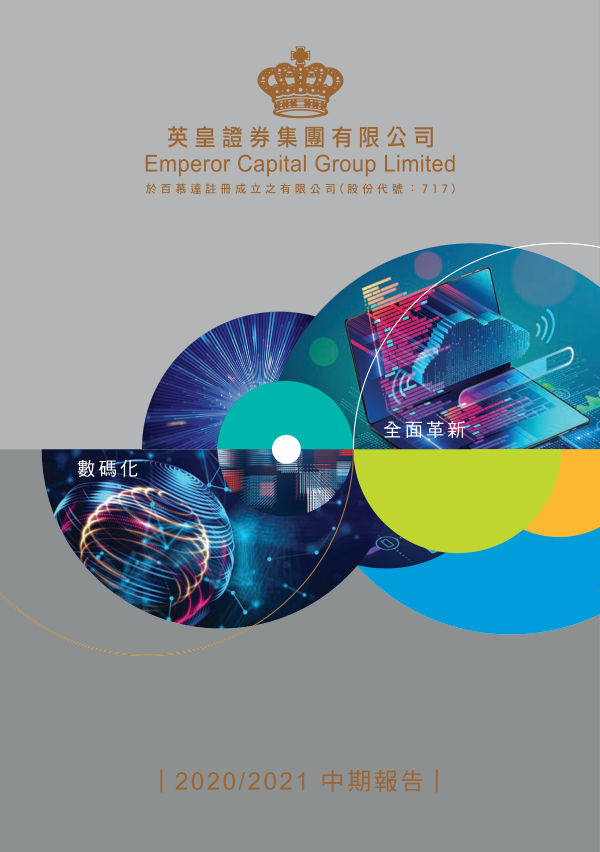 英皇證券集團有限公司
Emperor Capital Group Limited
於百慕達註冊成立之有限公司(股份代號：717)
全面革新
數碼化
| 2020/2021 中期報告 |